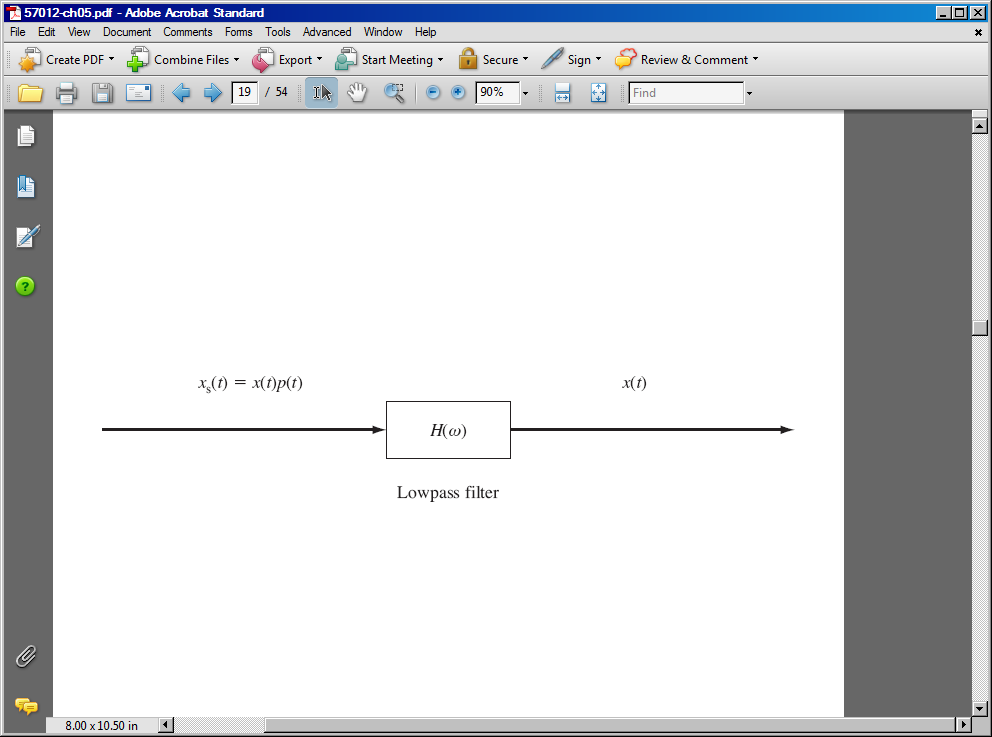 57012-ch05.pdf - Adobe Acrobat Standard
File Edit View Document Comments Forms Tools Advanced Window Help
Create PDF Combine Files Export Start Meeting Secure Sign Review & Comment
19 / 54 90% Find
xs(t) = x(t)p(t) x(t)
H(ω)
Lowpass filter
8.00 x 10.50 in